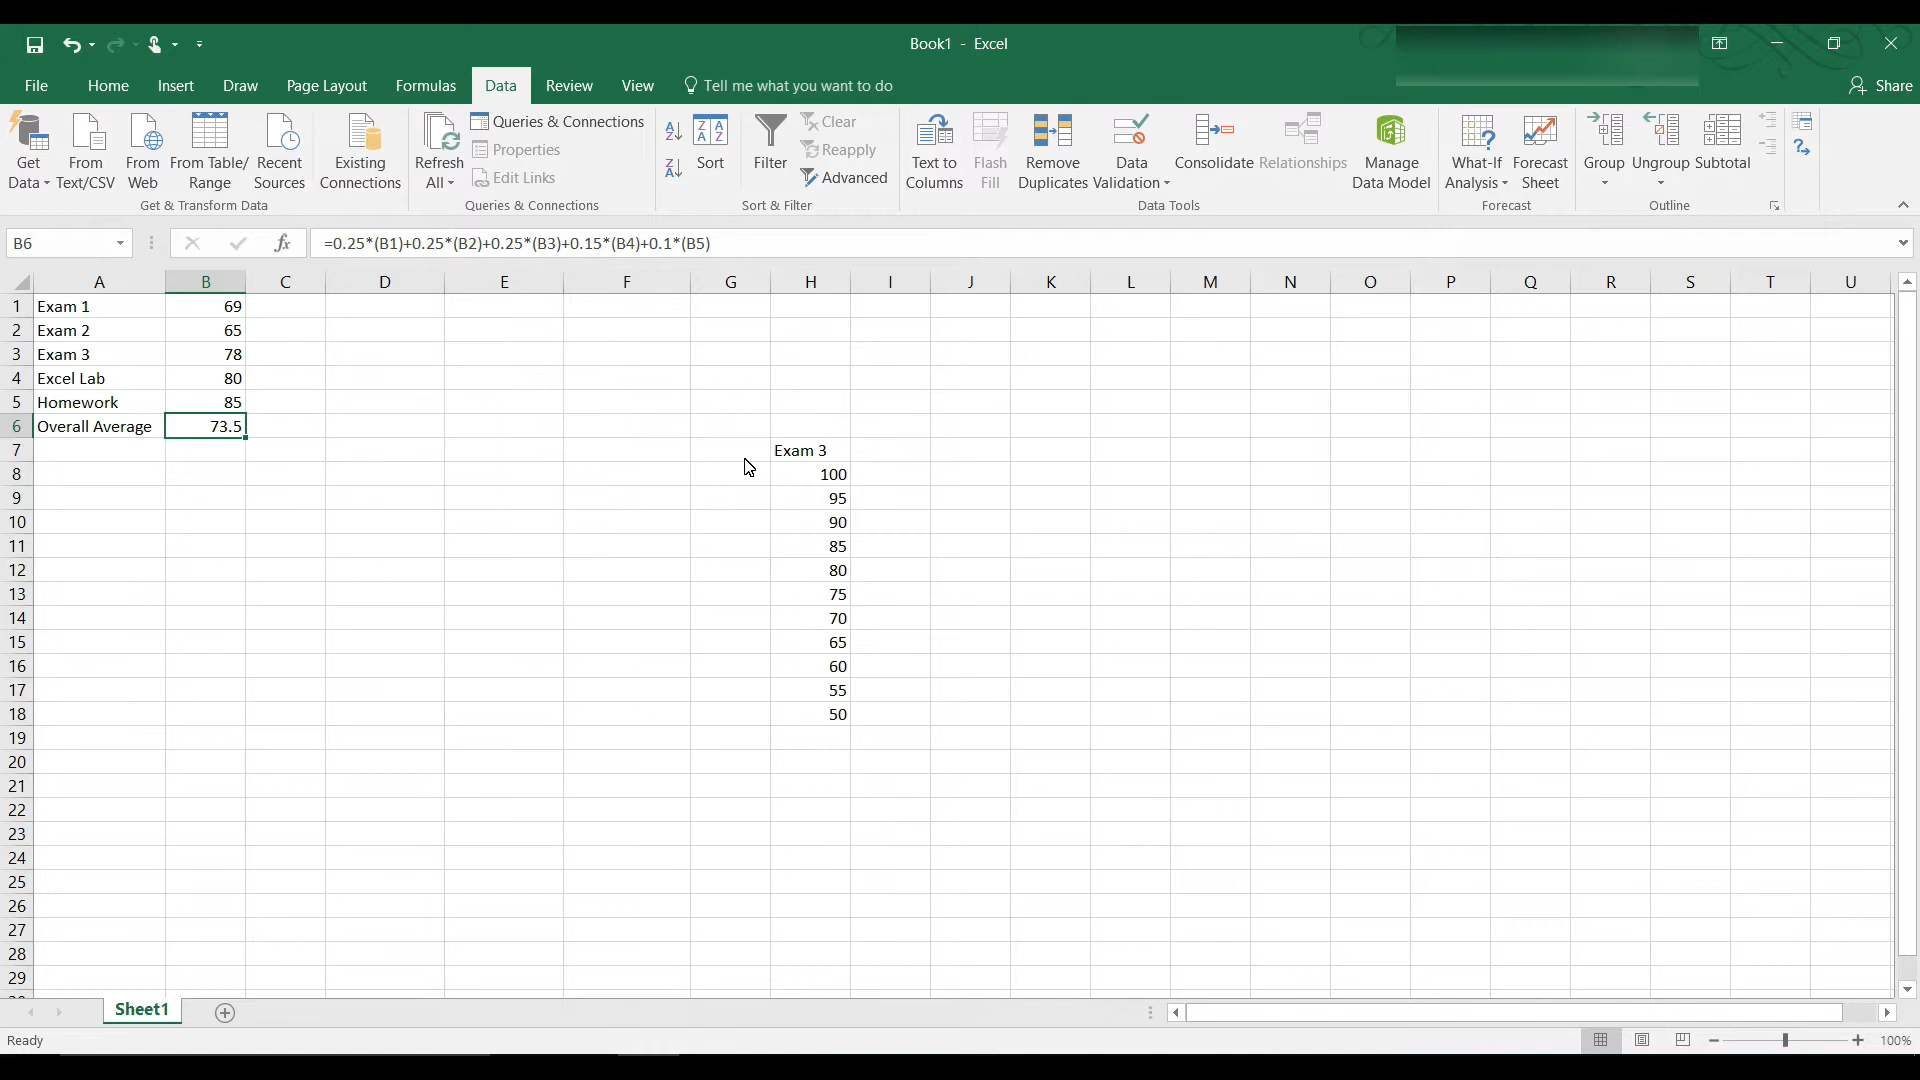 Book1 - Excel
File Home Insert Draw Page Layout Formulas Data Review View Tell me what you want to do Share
Get Data
From Text/CSV
From Web
From Table/ Range
Recent Sources
Existing Connections
Get & Transform Data
Refresh All
Queries & Connections
Properties
Edit Links
Queries & Connections
Sort
Filter
Clear
Reapply
Advanced
Sort & Filter
Text to Columns
Flash Fill
Remove Duplicates
Data Validation
Consolidate
Relationships
Manage Data Model
Data Tools
What-If Analysis
Forecast Sheet
Forecast
Group
Ungroup
Subtotal
Outline
B6 fx =0.25*(B1)+0.25*(B2)+0.25*(B3)+0.15*(B4)+0.1*(B5)
A B C D E F G H I J K L M N O P Q R S T U
1 Exam 1 69
2 Exam 2 65
3 Exam 3 78
4 Excel Lab 80
5 Homework 85
6 Overall Average 73.5
7 Exam 3
8 100
9 95
10 90
11 85
12 80
13 75
14 70
15 65
16 60
17 55
18 50
19
20
21
22
23
24
25
26
27
28
29
Sheet1
Ready 100%